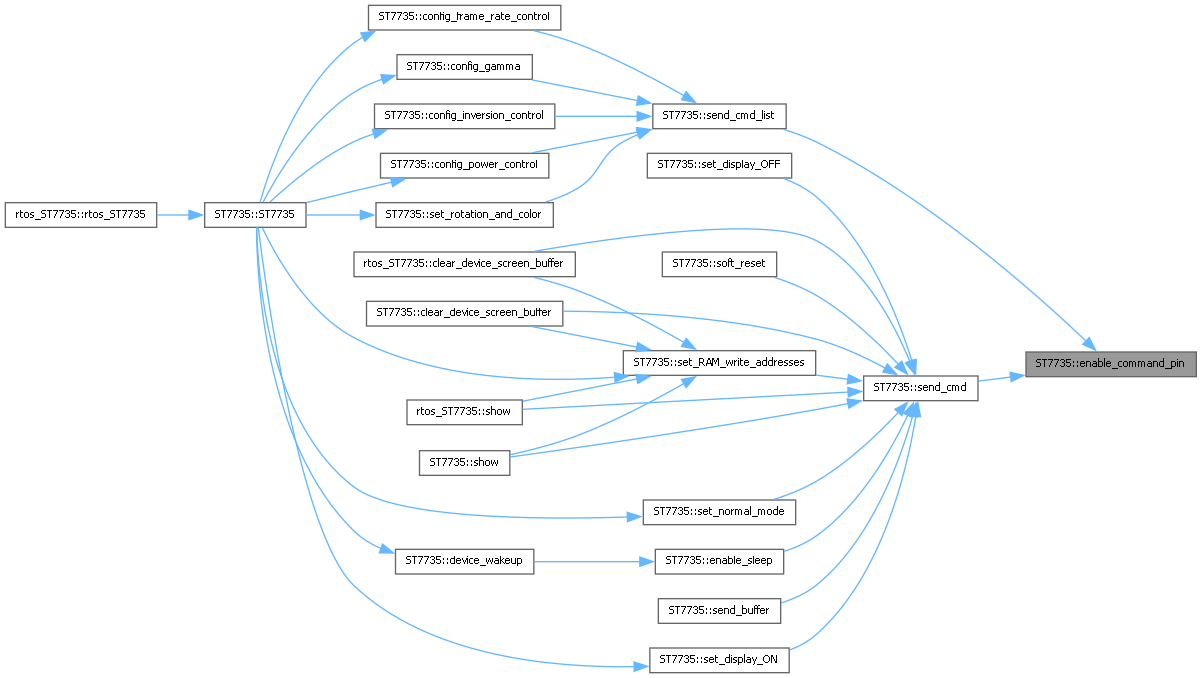 ST7735::config_frame_rate_control
ST7735::config_gamma
ST7735::send_cmd_list
ST7735::config_inversion_control
ST7735::config_power_control
ST7735::set_display_OFF
rtos_ST7735::rtos_ST7735
ST7735::ST7735
ST7735::set_rotation_and_color
rtos_ST7735::clear_device_screen_buffer
ST7735::soft_reset
ST7735::clear_device_screen_buffer
ST7735::set_RAM_write_addresses
ST7735::enable_command_pin
ST7735::send_cmd
rtos_ST7735::show
ST7735::show
ST7735::set_normal_mode
ST7735::device_wakeup
ST7735::enable_sleep
ST7735::send_buffer
ST7735::set_display_ON